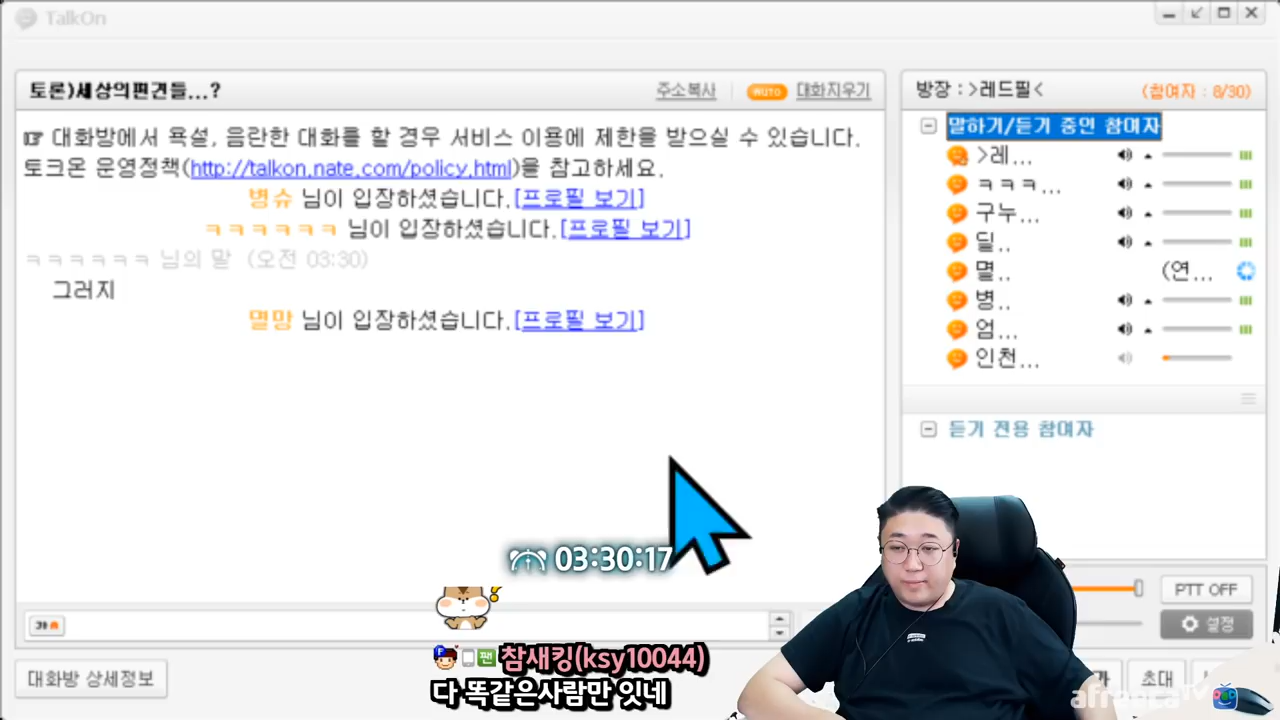 TalkOn
토론)세상의편견들...?
주소복사
AUTO
대화지우기
☞ 대화방에서 욕설, 음란한 대화를 할 경우 서비스 이용에 제한을 받으실 수 있습니다.
토크온 운영정책(http://talkon.nate.com/policy.html)을 참고하세요.
병슈 님이 입장하셨습니다.[프로필 보기]
ㅋㅋㅋㅋㅋㅋ 님이 입장하셨습니다.[프로필 보기]
ㅋㅋㅋㅋㅋㅋ 님의 말 (오전 03:30)
그러지
멸망 님이 입장하셨습니다.[프로필 보기]
방장 : >레드필<
(참여자 : 8/30)
말하기/듣기 중인 참여자
>레...
ㅋㅋㅋ...
구누...
딜..
멸.. (연...
병..
엄...
인천...
듣기 전용 참여자
03:30:17
PTT OFF
설정
가
참새킹(ksy10044)
다 똑같은사람만 잇네
대화방 상세정보
초대
afreecaTV